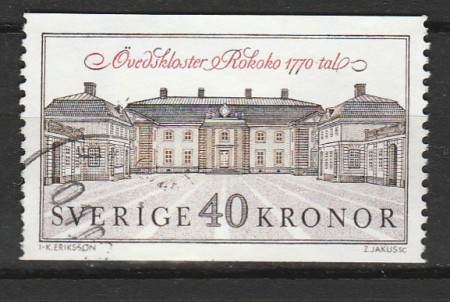 Övedskloster Rokoko 1770-tal
SVERIGE 40 KRONOR
I-K. ERIKSSON Z. JAKUS SC